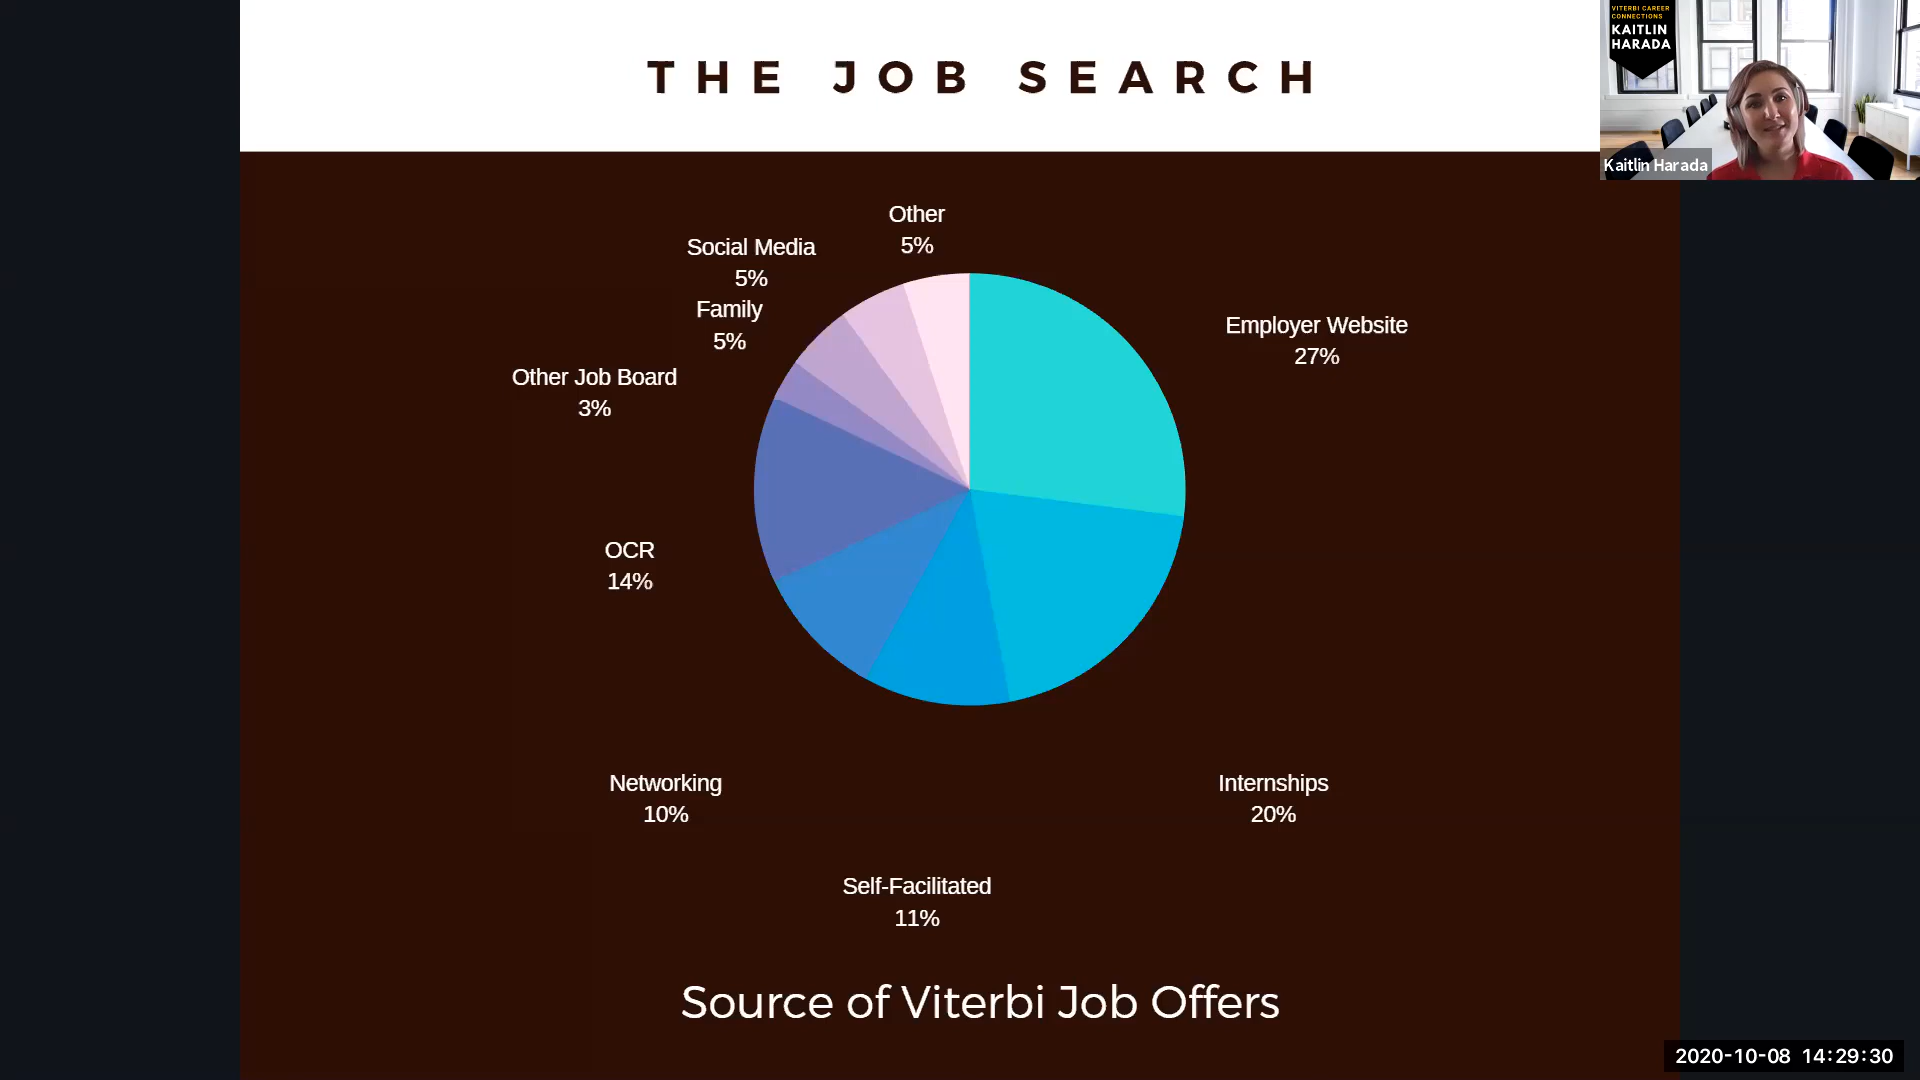 THE JOB SEARCH
VITERBI CAREER
CONNECTIONS
KAITLIN
HARADA
Kaitlin Harada
Other
5%
Social Media
5%
Family
5%
Employer Website
27%
Other Job Board
3%
OCR
14%
Networking
10%
Internships
20%
Self-Facilitated
11%
Source of Viterbi Job Offers
2020-10-08 14:29:30